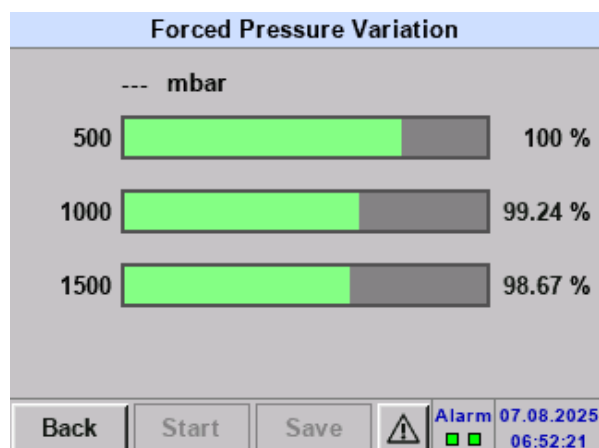 Forced Pressure Variation
--- mbar
500 100 %
1000 99.24 %
1500 98.67 %
Back Start Save Alarm 07.08.2025
06:52:21